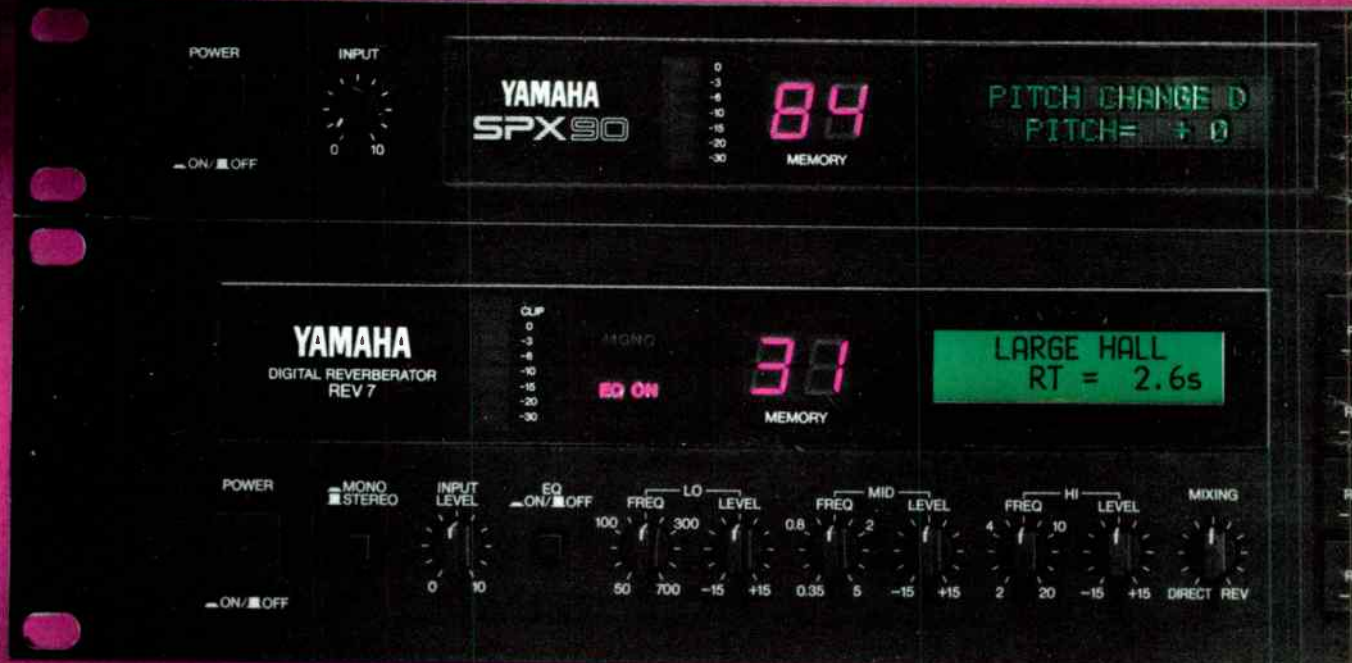 POWER
INPUT
0 10
ON/OFF
YAMAHA
SPX90
0
-3
-6
-10
-15
-20
-30
84
MEMORY
PITCH CHANGE D
PITCH= + 0
YAMAHA
DIGITAL REVERBERATOR
REV 7
CLIP
0
-3
-6
-10
-15
-20
-30
MONO
EQ ON
31
MEMORY
LARGE HALL
RT = 2.6s
POWER
ON/OFF
MONO
STEREO
INPUT
LEVEL
0 10
EQ
ON/OFF
LO
FREQ LEVEL
100 300
50 700 -15 +15
MID
FREQ LEVEL
0.8 2
0.35 5 -15 +15
HI
FREQ LEVEL
4 10
2 20 -15 +15
MIXING
DIRECT REV